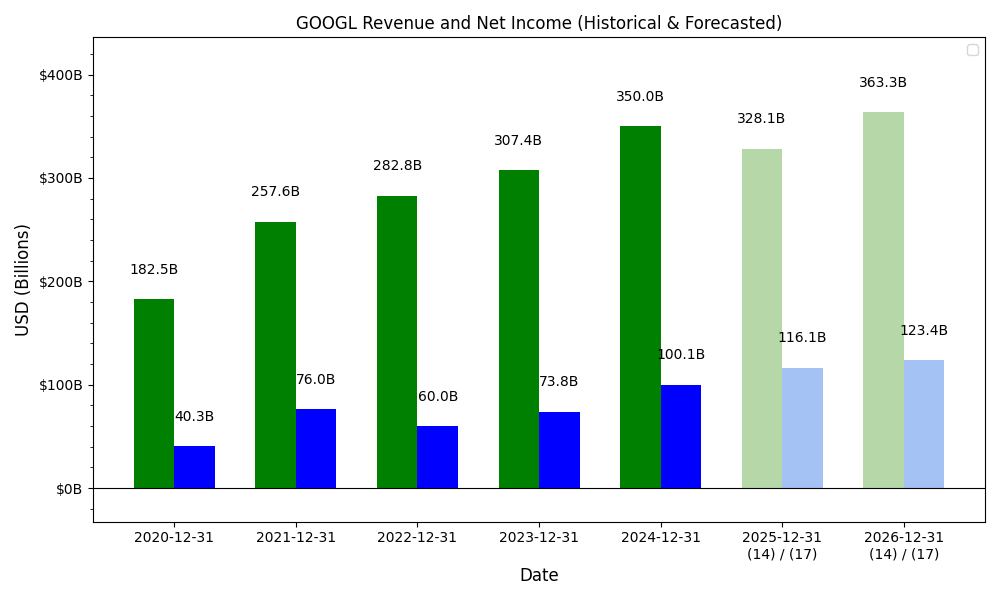 GOOGL Revenue and Net Income (Historical & Forecasted)
USD (Billions)
$400B
$300B
$200B
$100B
$0B
182.5B
40.3B
257.6B
76.0B
282.8B
60.0B
307.4B
73.8B
350.0B
100.1B
328.1B
116.1B
363.3B
123.4B
2020-12-31
2021-12-31
2022-12-31
2023-12-31
2024-12-31
2025-12-31
(14) / (17)
2026-12-31
(14) / (17)
Date